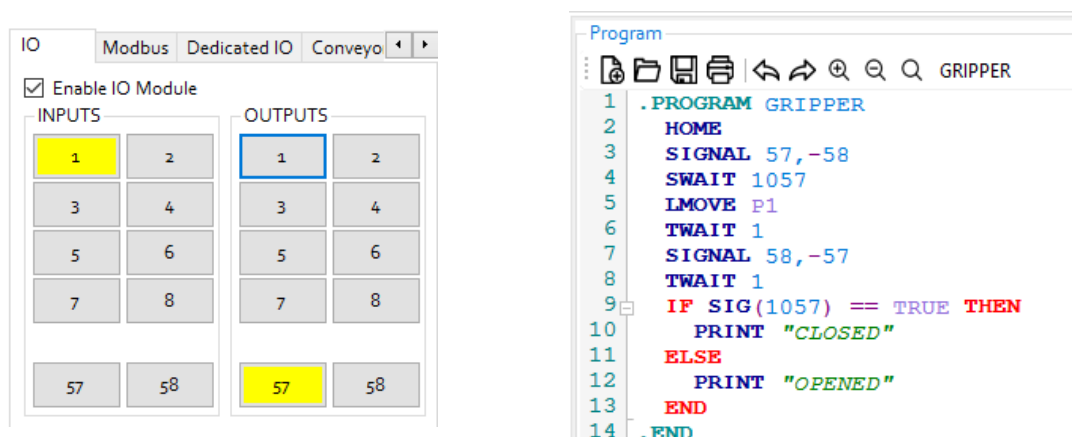 IO Modbus Dedicated IO Conveyo
Enable IO Module
INPUTS
1 2
3 4
5 6
7 8
57 58
OUTPUTS
1 2
3 4
5 6
7 8
57 58
Program
GRIPPER
1 .PROGRAM GRIPPER
2 HOME
3 SIGNAL 57,-58
4 SWAIT 1057
5 LMOVE P1
6 TWAIT 1
7 SIGNAL 58,-57
8 TWAIT 1
9 IF SIG(1057) == TRUE THEN
10 PRINT "CLOSED"
11 ELSE
12 PRINT "OPENED"
13 END
14 .END